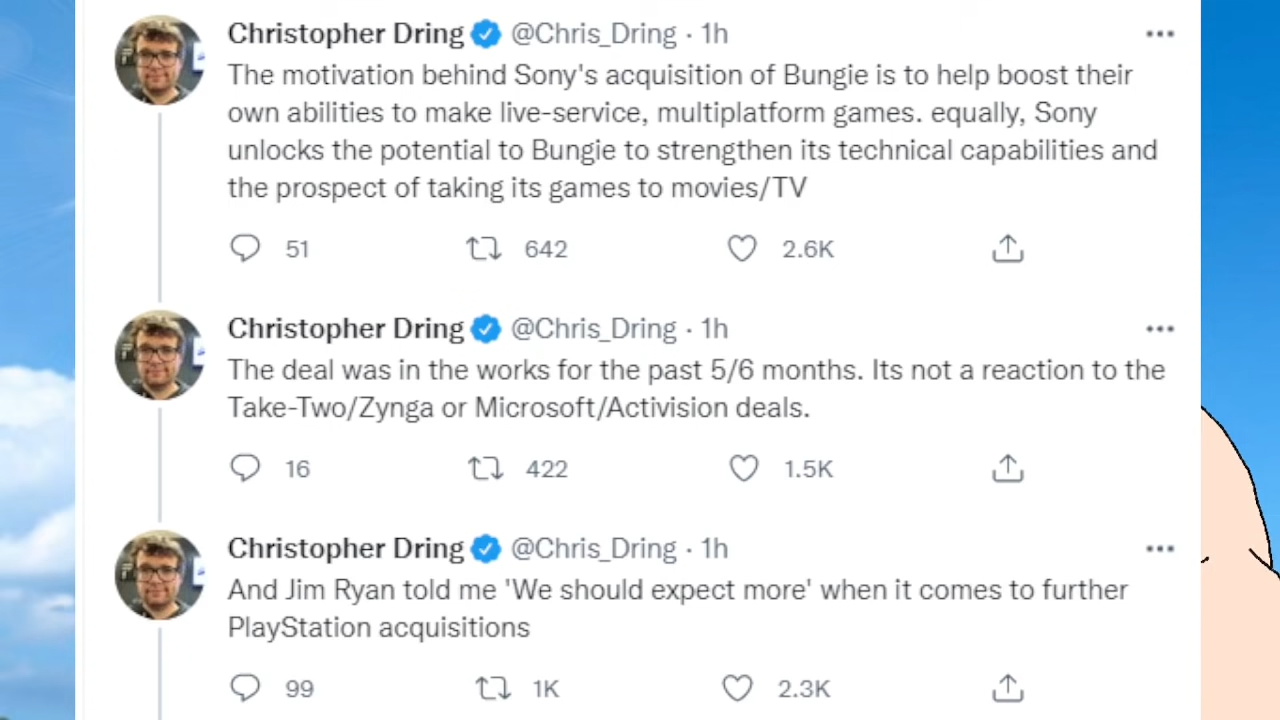 Christopher Dring @Chris_Dring · 1h
The motivation behind Sony's acquisition of Bungie is to help boost their
own abilities to make live-service, multiplatform games. equally, Sony
unlocks the potential to Bungie to strengthen its technical capabilities and
the prospect of taking its games to movies/TV
51 642 2.6K
Christopher Dring @Chris_Dring · 1h
The deal was in the works for the past 5/6 months. Its not a reaction to the
Take-Two/Zynga or Microsoft/Activision deals.
16 422 1.5K
Christopher Dring @Chris_Dring · 1h
And Jim Ryan told me 'We should expect more' when it comes to further
PlayStation acquisitions
99 1K 2.3K